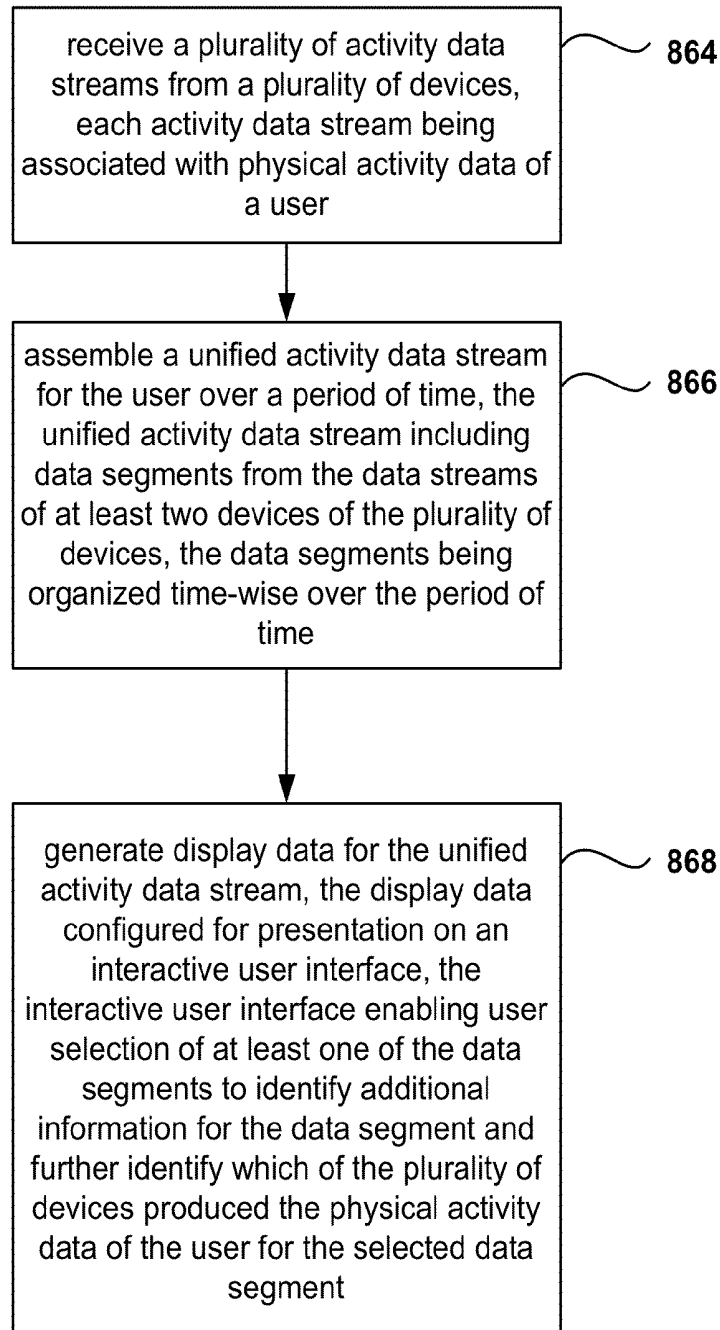 receive a plurality of activity data
streams from a plurality of devices,
each activity data stream being
associated with physical activity data of
a user
864
assemble a unified activity data stream
for the user over a period of time, the
unified activity data stream including
data segments from the data streams
of at least two devices of the plurality of
devices, the data segments being
organized time-wise over the period of
time
866
generate display data for the unified
activity data stream, the display data
configured for presentation on an
interactive user interface, the
interactive user interface enabling user
selection of at least one of the data
segments to identify additional
information for the data segment and
further identify which of the plurality of
devices produced the physical activity
data of the user for the selected data
segment
868